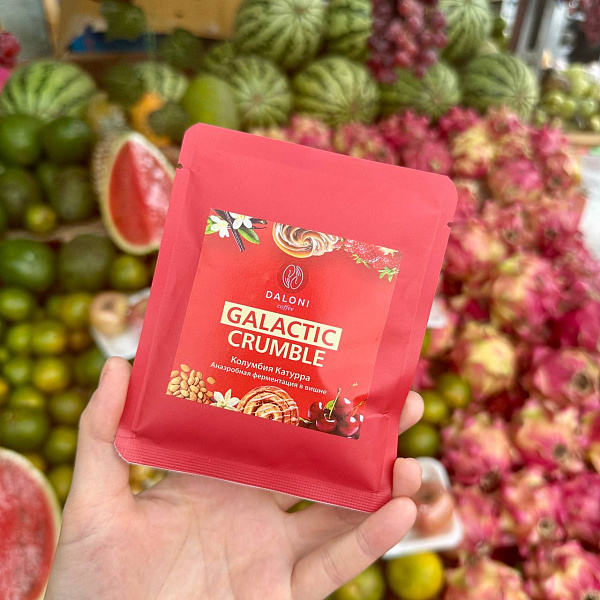 DALONI
coffee
GALACTIC
CRUMBLE
Колумбия Катурра
Анаэробная ферментация в вишне